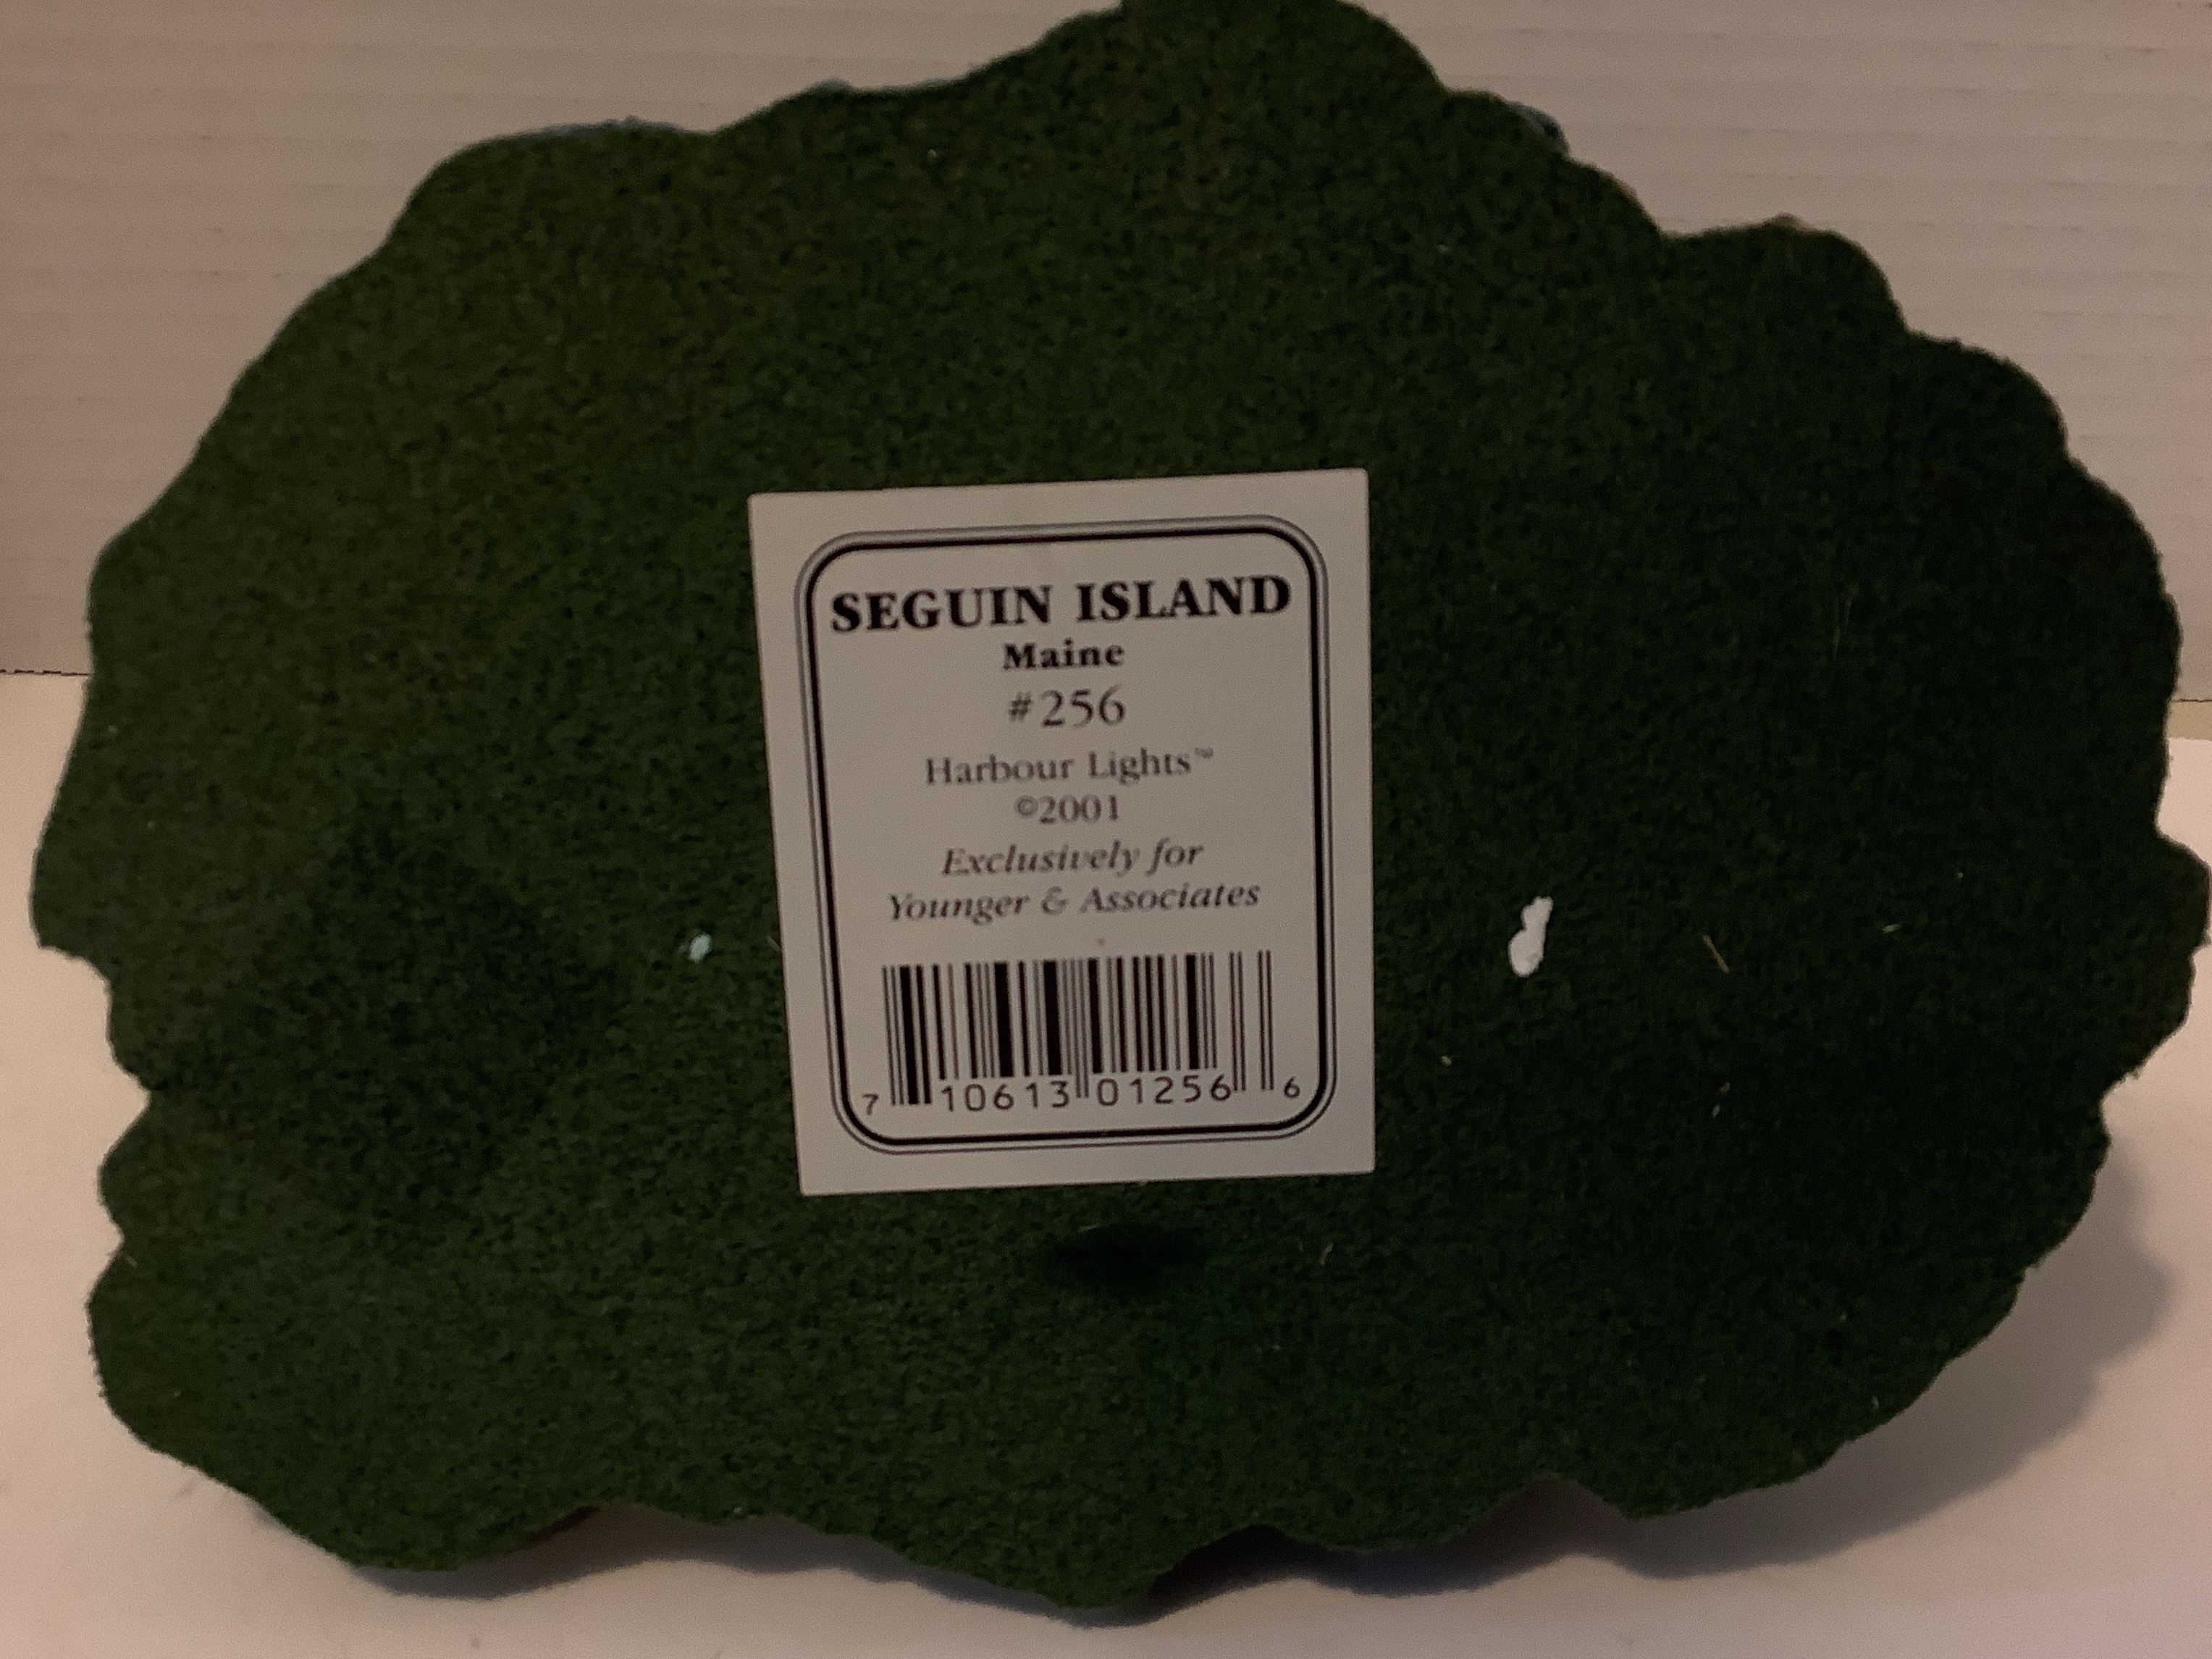 SEGUIN ISLAND
Maine
#256
Harbour Lights™
©2001
Exclusively for
Younger & Associates
7 10613 01256 6